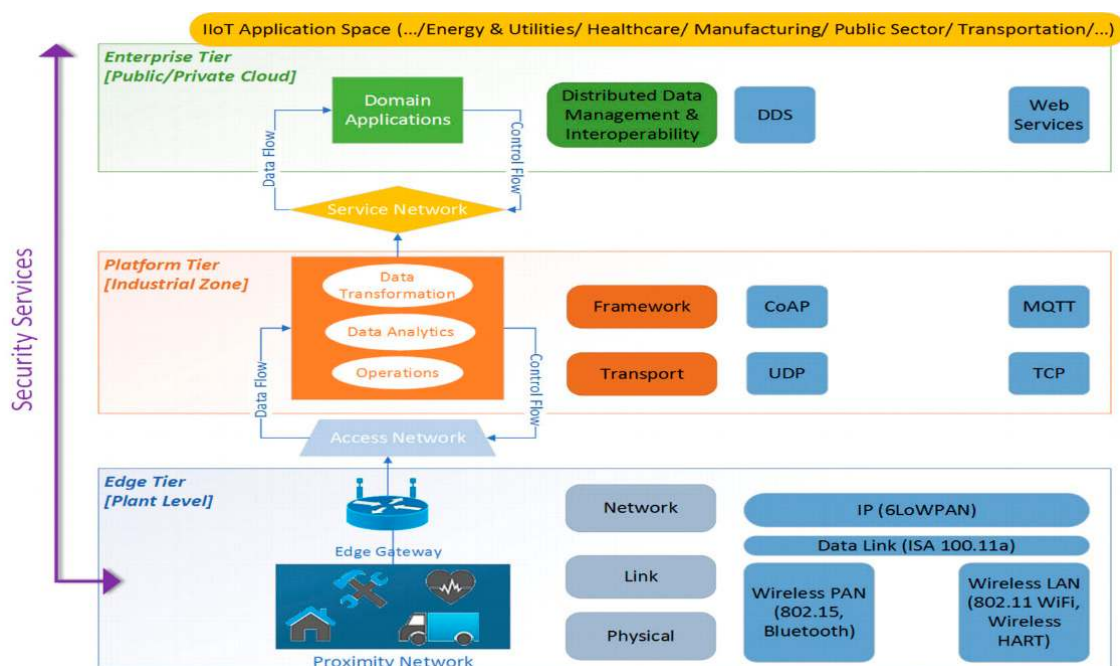 IIoT Application Space (.../Energy & Utilities/ Healthcare/ Manufacturing/ Public Sector/ Transportation/...)
Enterprise Tier
[Public/Private Cloud]
Domain
Applications
Distributed Data
Management &
Interoperability
DDS
Web
Services
Data Flow
Control Flow
Service Network
Security Services
Platform Tier
[Industrial Zone]
Data
Transformation
Data Analytics
Operations
Framework
CoAP
MQTT
Transport
UDP
TCP
Data Flow
Control Flow
Access Network
Edge Tier
[Plant Level]
Edge Gateway
Proximity Network
Network
IP (6LoWPAN)
Data Link (ISA 100.11a)
Link
Physical
Wireless PAN
(802.15,
Bluetooth)
Wireless LAN
(802.11 WiFi,
Wireless
HART)